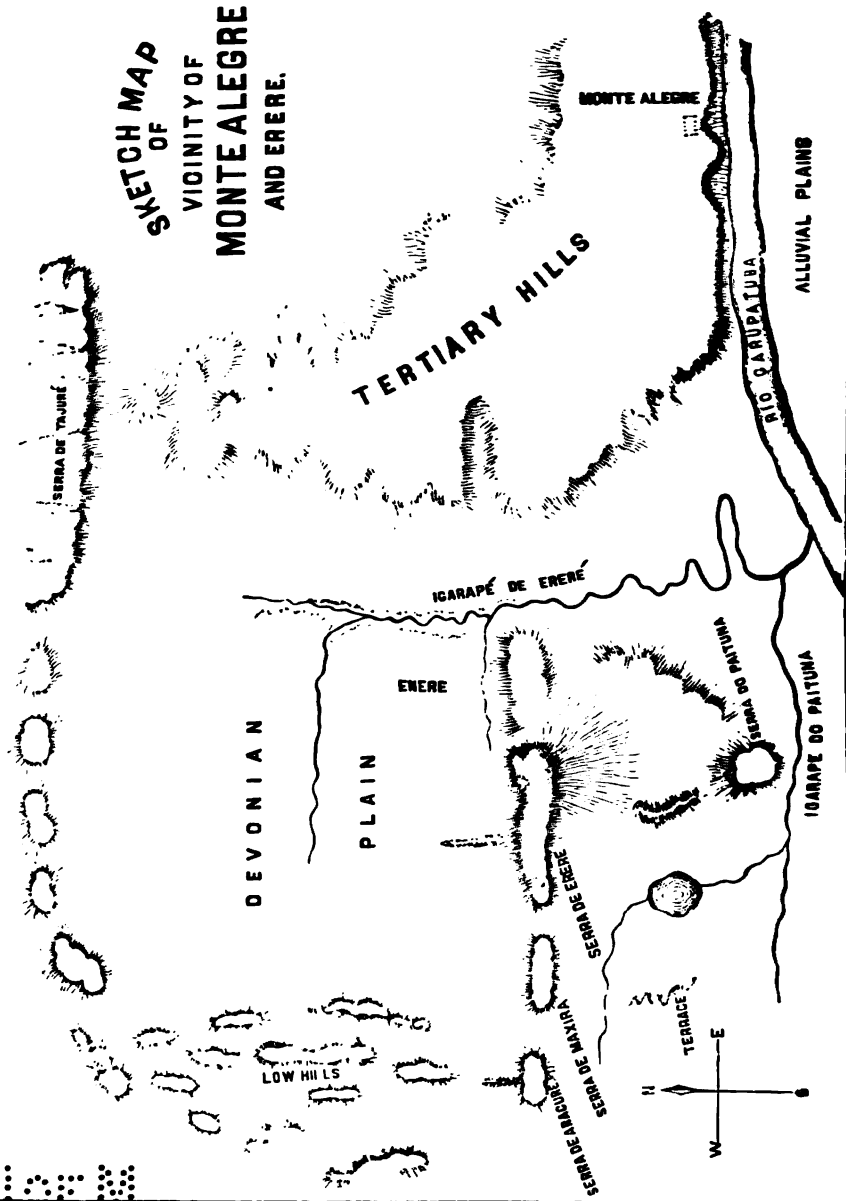 SKETCH MAP
OF
VICINITY OF
MONTE ALEGRE
AND ERERE.
SERRA DE TAJURÉ
MONTE ALEGRE
TERTIARY HILLS
ALLUVIAL PLAINS
RIO GARUPATUBA
IGARAPÉ DE ERERÉ
ENERE
DEVONIAN
PLAIN
SERRA DO PAITUNA
IGARAPE DO PAITUNA
SERRA DE ERERE
SERRA DE MAXIRA
SERRA DE ARACURE
LOW HILLS
TERRACE
N
E
W
S